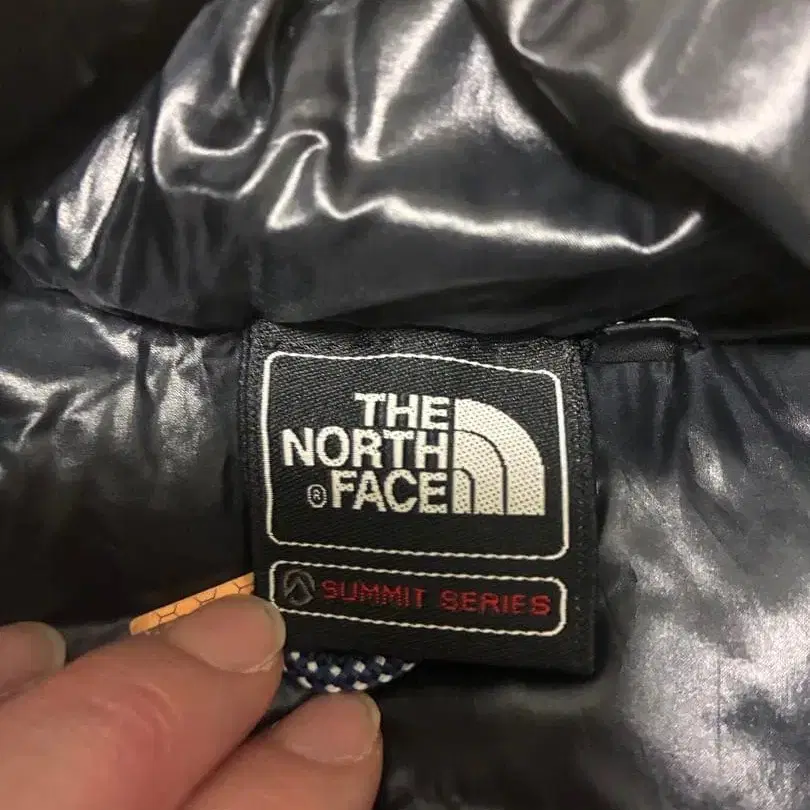 THE
NORTH
® FACE
SUMMIT SERIES